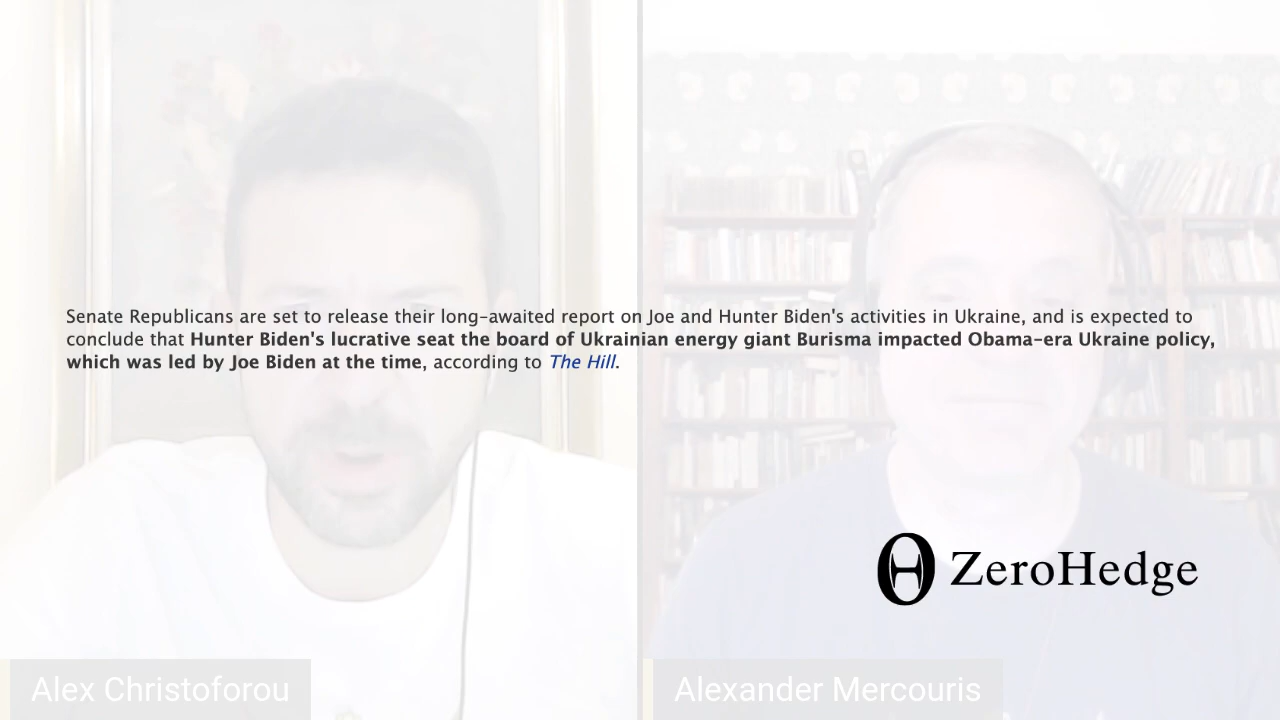 Senate Republicans are set to release their long-awaited report on Joe and Hunter Biden's activities in Ukraine, and is expected to
conclude that Hunter Biden's lucrative seat the board of Ukrainian energy giant Burisma impacted Obama-era Ukraine policy,
which was led by Joe Biden at the time, according to The Hill.
ZeroHedge
Alex Christoforou
Alexander Mercouris